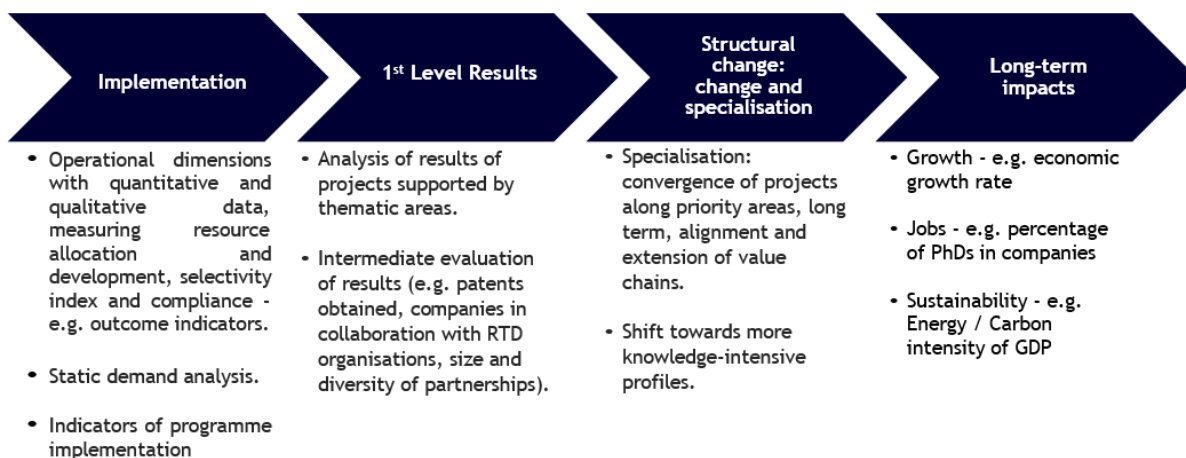 Implementation
• Operational dimensions
with quantitative and
qualitative data,
measuring resource
allocation and
development, selectivity
index and compliance -
e.g. outcome indicators.
• Static demand analysis.
• Indicators of programme
implementation
1st Level Results
• Analysis of results of
projects supported by
thematic areas.
• Intermediate evaluation
of results (e.g. patents
obtained, companies in
collaboration with RTD
organisations, size and
diversity of partnerships).
Structural
change:
change and
specialisation
• Specialisation:
convergence of projects
along priority areas, long
term, alignment and
extension of value
chains.
• Shift towards more
knowledge-intensive
profiles.
Long-term
impacts
• Growth - e.g. economic
growth rate
• Jobs - e.g. percentage
of PhDs in companies
• Sustainability - e.g.
Energy / Carbon
intensity of GDP